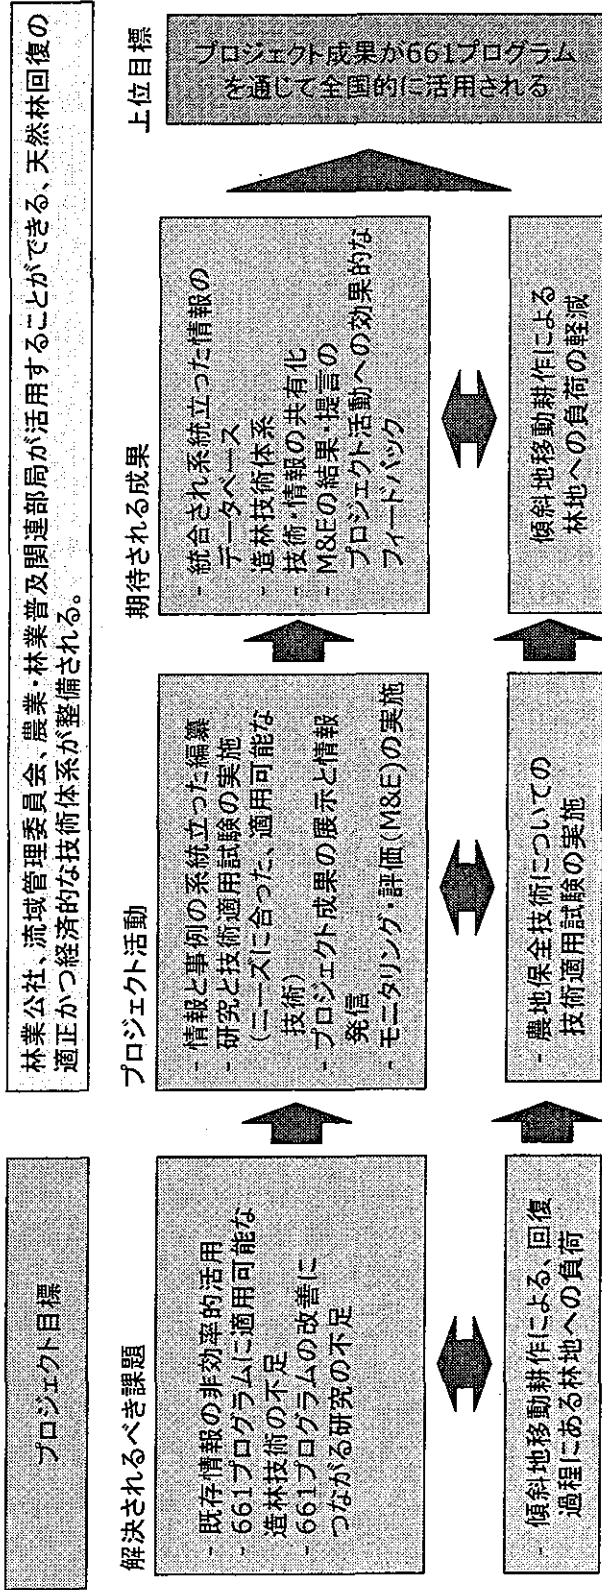 プロジェクト目標
林業公社、流域管理委員会、農業・林業普及関連部局が活用することができる、天然林回復の
適正かつ経済的な技術体系が整備される。
解決されるべき課題
- 既存情報の非効率的活用
- 661プログラムに適用可能な
造林技術の不足
- 661プログラムの改善に
つながる研究の不足
- 傾斜地移動耕作による、回復
過程にある林地への負荷
プロジェクト活動
- 情報と事例の系統立った編纂
- 研究と技術適用試験の実施
(ニーズに合った、適用可能な
技術)
- プロジェクト成果の展示と情報
発信
- モニタリング・評価(M&E)の実施
- 農地保全技術についての
技術適用試験の実施
期待される成果
- 統合され系統立った情報の
データベース
- 造林技術体系
- 技術・情報の共有化
- M&Eの結果・提言の
プロジェクト活動への効果的な
フィードバック
傾斜地移動耕作による
林地への負荷の軽減
上位目標
プロジェクト成果が661プログラム
を通じて全国的に活用される